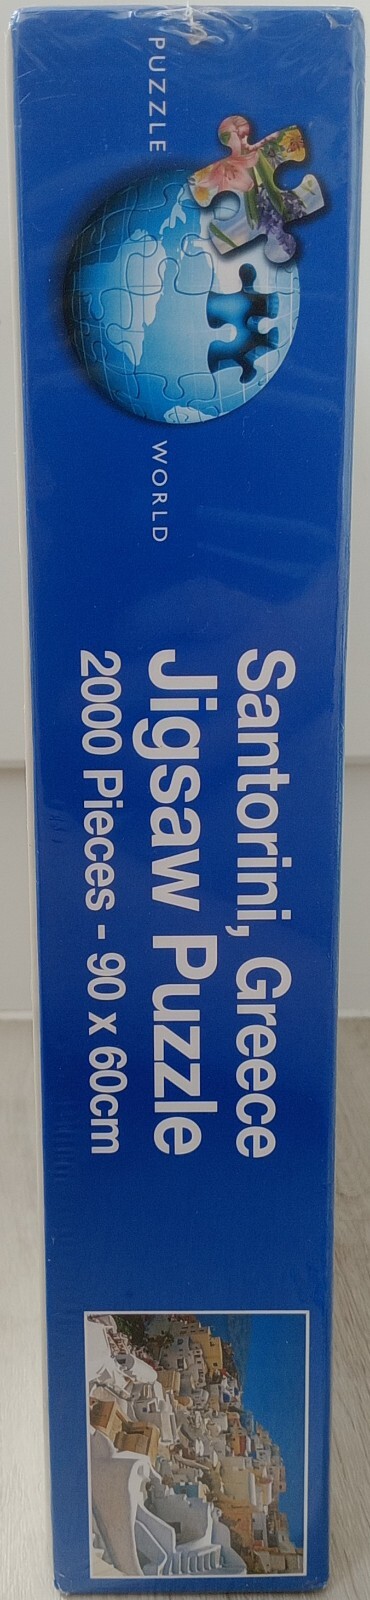 PUZZLE WORLD
Santorini, Greece
Jigsaw Puzzle
2000 Pieces - 90 x 60cm